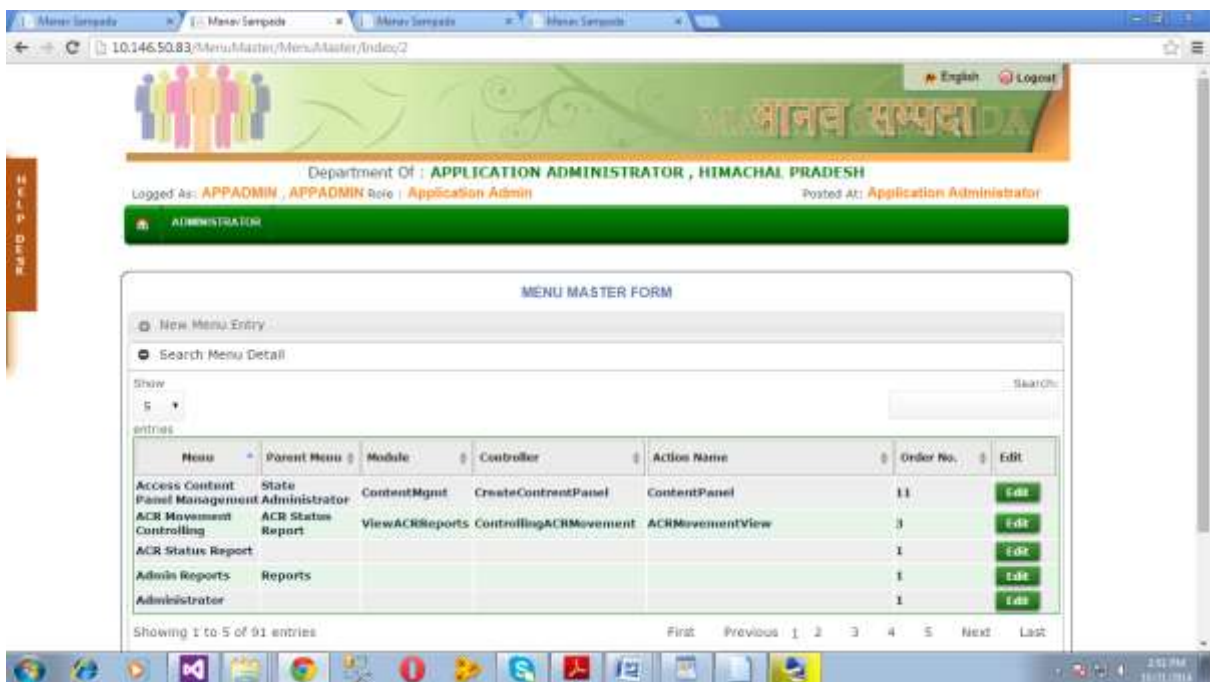 Manav Sampada
Manav Sampada
Manav Sampada
Manav Sampada
10.146.50.83/MenuMaster/MenuMaster/Index/2
English Logout
मानव सम्पदा
Department Of : APPLICATION ADMINISTRATOR , HIMACHAL PRADESH
Logged As: APPADMIN , APPADMIN Role : Application Admin Posted At: Application Administrator
HELP DESK
ADMINISTRATOR
MENU MASTER FORM
New Menu Entry
Search Menu Detail
Show Search:
5
entries
Menu Parent Menu Module Controller Action Name Order No. Edit
Access Content Panel Management State Administrator ContentMgmt CreateContrentPanel ContentPanel 11 Edit
ACR Movement Controlling ACR Status Report ViewACRReports ControllingACRMovement ACRMovementView 3 Edit
ACR Status Report 1 Edit
Admin Reports Reports 1 Edit
Administrator 1 Edit
Showing 1 to 5 of 91 entries First Previous 1 2 3 4 5 Next Last
2:52 PM